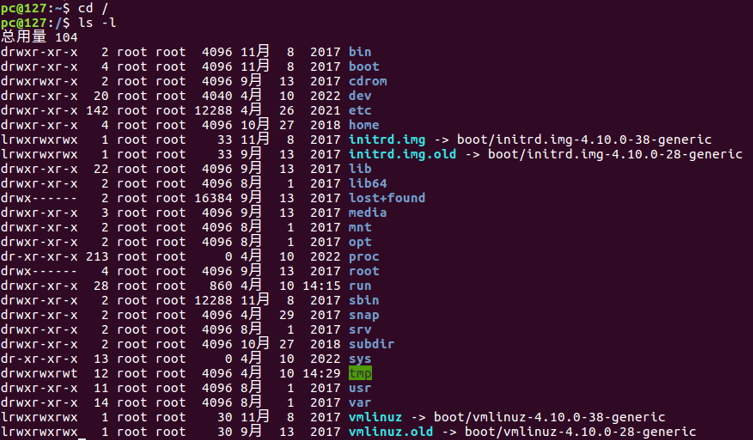 pc@127:~$ cd /
pc@127:/$ ls -l
总用量 104
drwxr-xr-x   2 root root  4096 11月  8  2017 bin
drwxr-xr-x   4 root root  4096 11月  8  2017 boot
drwxrwxr-x   2 root root  4096 9月  13  2017 cdrom
drwxr-xr-x  20 root root  4040 4月  10  2022 dev
drwxr-xr-x 142 root root 12288 4月  26  2021 etc
drwxr-xr-x   4 root root  4096 10月 27  2018 home
lrwxrwxrwx   1 root root    33 11月  8  2017 initrd.img -> boot/initrd.img-4.10.0-38-generic
lrwxrwxrwx   1 root root    33 9月  13  2017 initrd.img.old -> boot/initrd.img-4.10.0-28-generic
drwxr-xr-x  22 root root  4096 9月  13  2017 lib
drwxr-xr-x   2 root root  4096 8月   1  2017 lib64
drwx------   2 root root 16384 9月  13  2017 lost+found
drwxr-xr-x   3 root root  4096 9月  13  2017 media
drwxr-xr-x   2 root root  4096 8月   1  2017 mnt
drwxr-xr-x   2 root root  4096 8月   1  2017 opt
dr-xr-xr-x 213 root root     0 4月  10  2022 proc
drwx------   4 root root  4096 9月  13  2017 root
drwxr-xr-x  28 root root   860 4月  10 14:15 run
drwxr-xr-x   2 root root 12288 11月  8  2017 sbin
drwxr-xr-x   2 root root  4096 4月  29  2017 snap
drwxr-xr-x   2 root root  4096 8月   1  2017 srv
drwxr-xr-x   2 root root  4096 10月 27  2018 subdir
dr-xr-xr-x  13 root root     0 4月  10  2022 sys
drwxrwxrwt  12 root root  4096 4月  10 14:29 tmp
drwxr-xr-x  11 root root  4096 8月   1  2017 usr
drwxr-xr-x  14 root root  4096 8月   1  2017 var
lrwxrwxrwx   1 root root    30 11月  8  2017 vmlinuz -> boot/vmlinuz-4.10.0-38-generic
lrwxrwxrwx   1 root root    30 9月  13  2017 vmlinuz.old -> boot/vmlinuz-4.10.0-28-generic